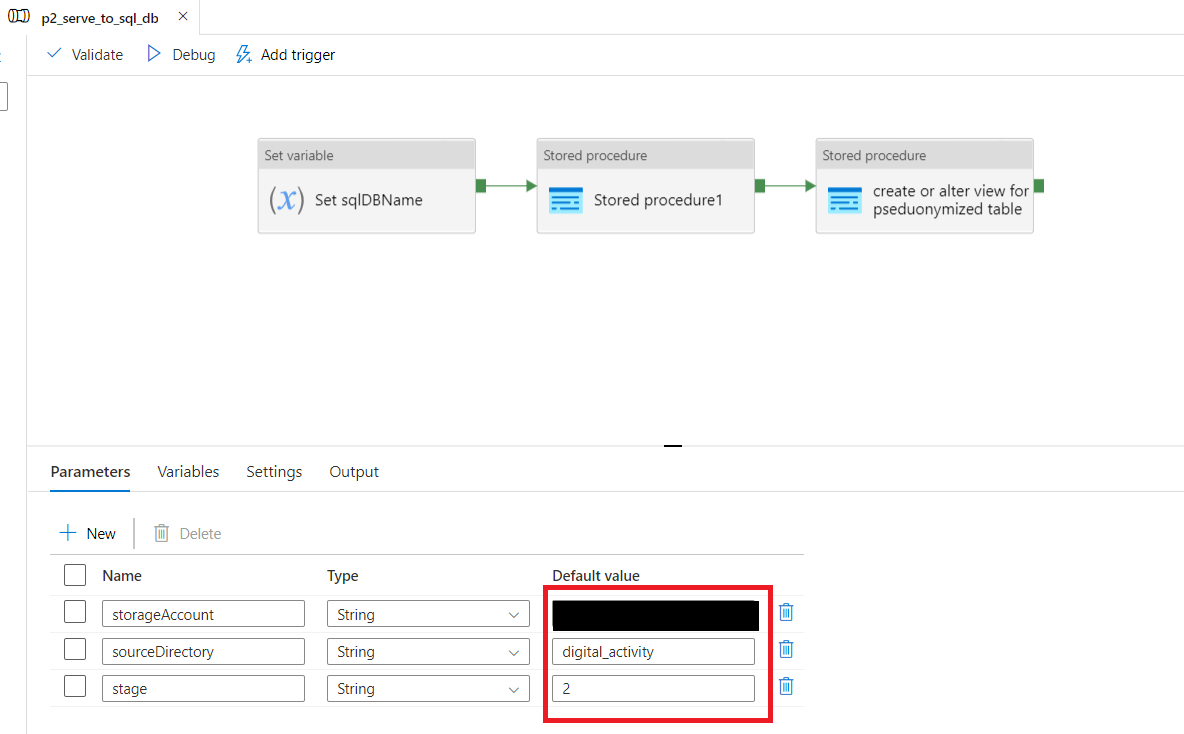 p2_serve_to_sql_db
Validate Debug Add trigger
Set variable
(x) Set sqlDBName
Stored procedure
Stored procedure1
Stored procedure
create or alter view for
pseduonymized table
Parameters Variables Settings Output
New Delete
Name Type Default value
storageAccount String
sourceDirectory String digital_activity
stage String 2